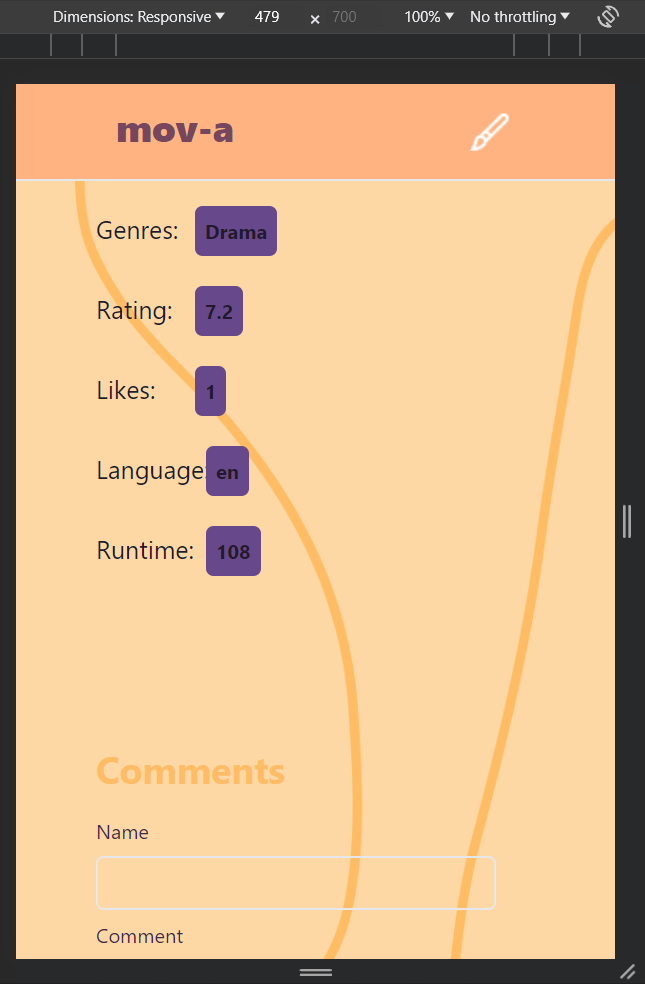 Dimensions: Responsive ▼ 479 × 700 100% ▼ No throttling ▼
mov-a
Genres: Drama
Rating: 7.2
Likes: 1
Language: en
Runtime: 108
Comments
Name
Comment